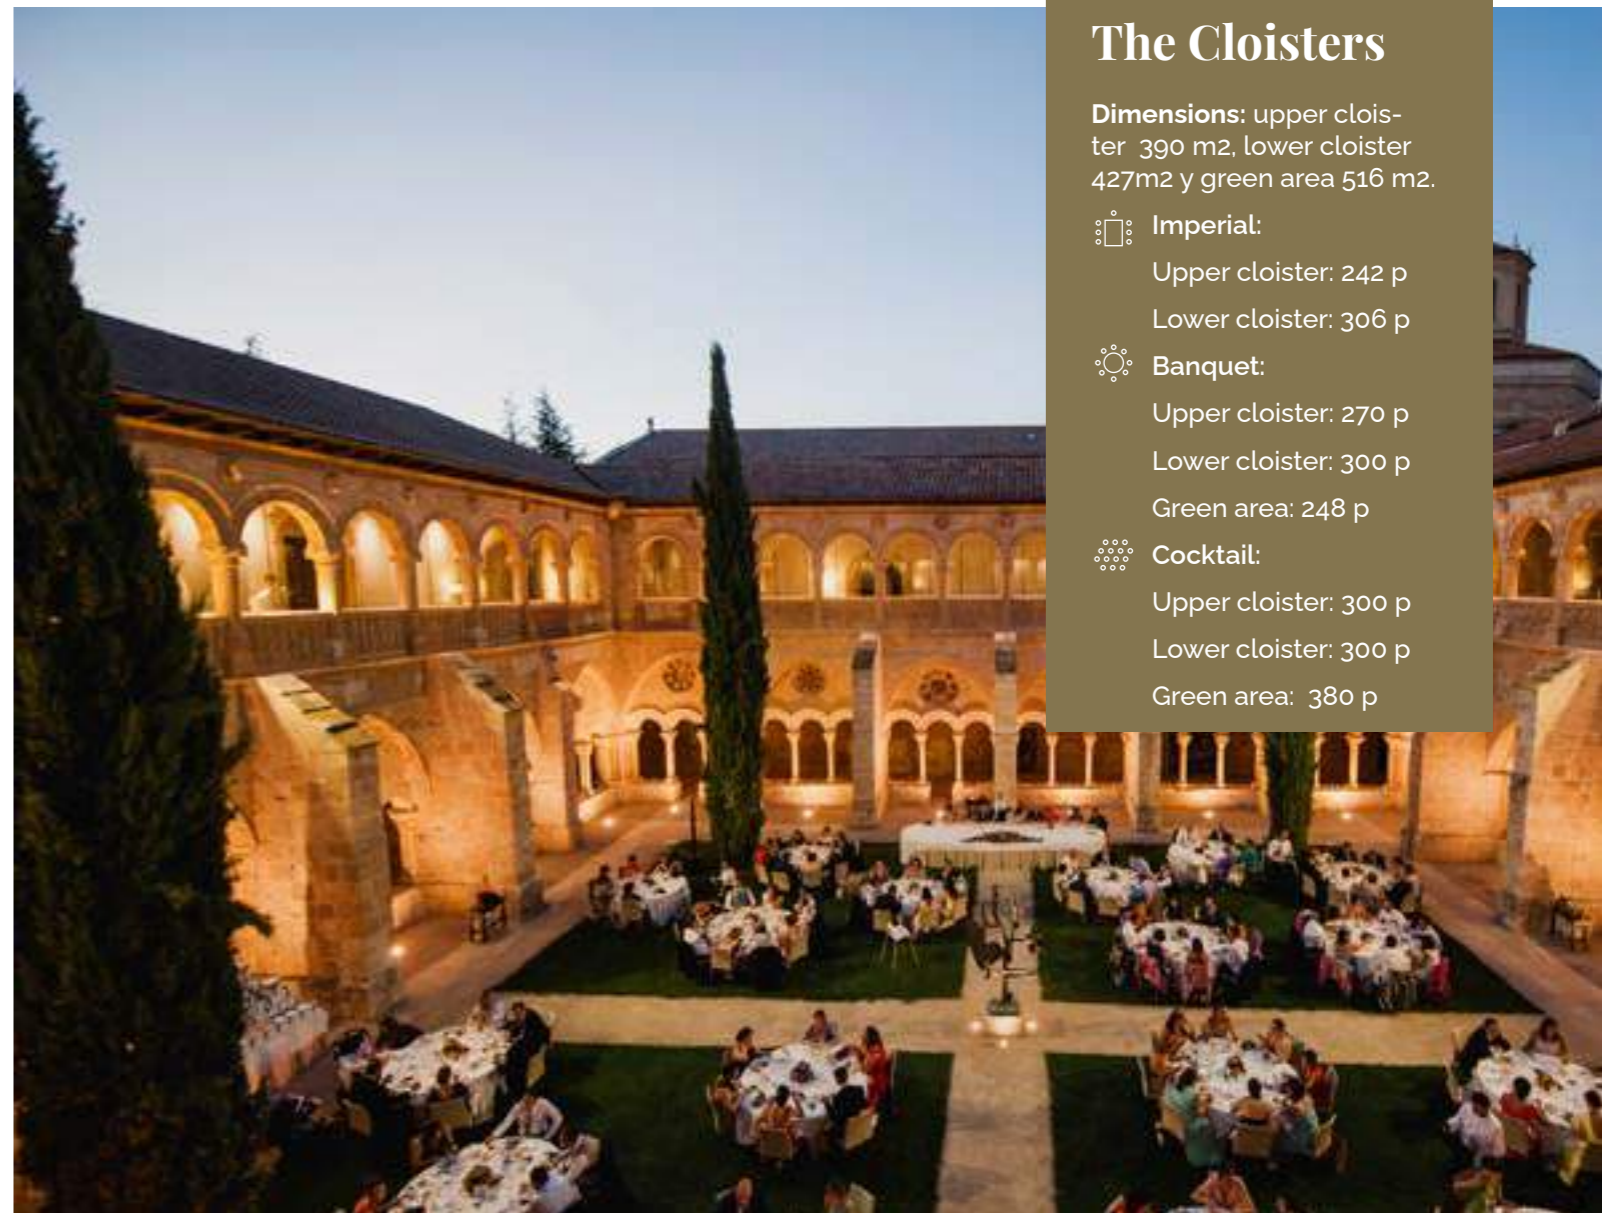 The Cloisters
Dimensions: upper clois-
ter  390 m2, lower cloister
427m2 y green area 516 m2.
Imperial:
Upper cloister: 242 p
Lower cloister: 306 p
Banquet:
Upper cloister: 270 p
Lower cloister: 300 p
Green area: 248 p
Cocktail:
Upper cloister: 300 p
Lower cloister: 300 p
Green area:  380 p